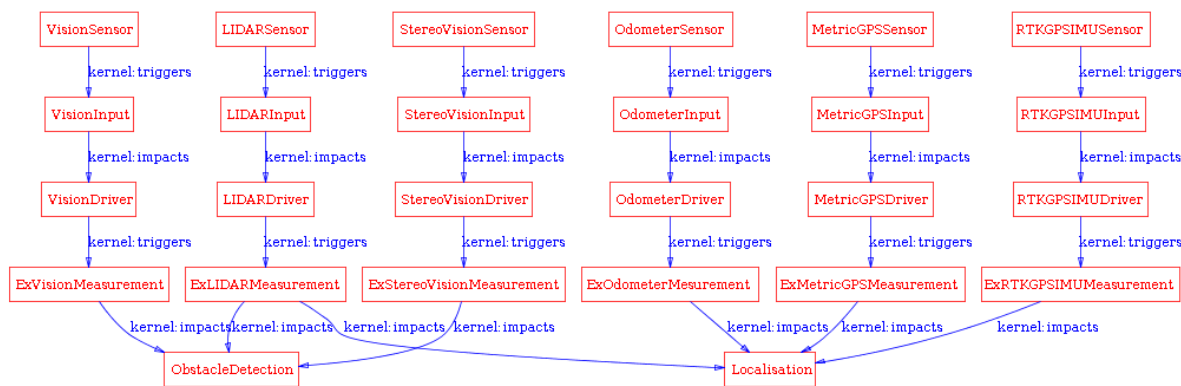 VisionSensor
LIDARSensor
StereoVisionSensor
OdometerSensor
MetricGPSSensor
RTKGPSIMUSensor
kernel:triggers
kernel:triggers
kernel:triggers
kernel:triggers
kernel:triggers
kernel:triggers
VisionInput
LIDARInput
StereoVisionInput
OdometerInput
MetricGPSInput
RTKGPSIMUInput
kernel:impacts
kernel:impacts
kernel:impacts
kernel:impacts
kernel:impacts
kernel:impacts
VisionDriver
LIDARDriver
StereoVisionDriver
OdometerDriver
MetricGPSDriver
RTKGPSIMUDriver
kernel:triggers
kernel:triggers
kernel:triggers
kernel:triggers
kernel:triggers
kernel:triggers
ExVisionMeasurement
ExLIDARMeasurement
ExStereoVisionMeasurement
ExOdometerMesurement
ExMetricGPSMeasurement
ExRTKGPSIMUMeasurement
kernel:impacts
kernel:impacts
kernel:impacts
kernel:impacts
kernel:impacts
kernel:impacts
kernel:impacts
ObstacleDetection
Localisation